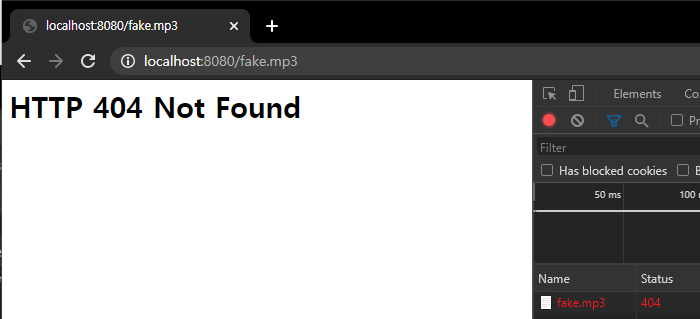 localhost:8080/fake.mp3
localhost:8080/fake.mp3
HTTP 404 Not Found
Elements
Filter
Has blocked cookies
50 ms
100
Name Status
fake.mp3 404